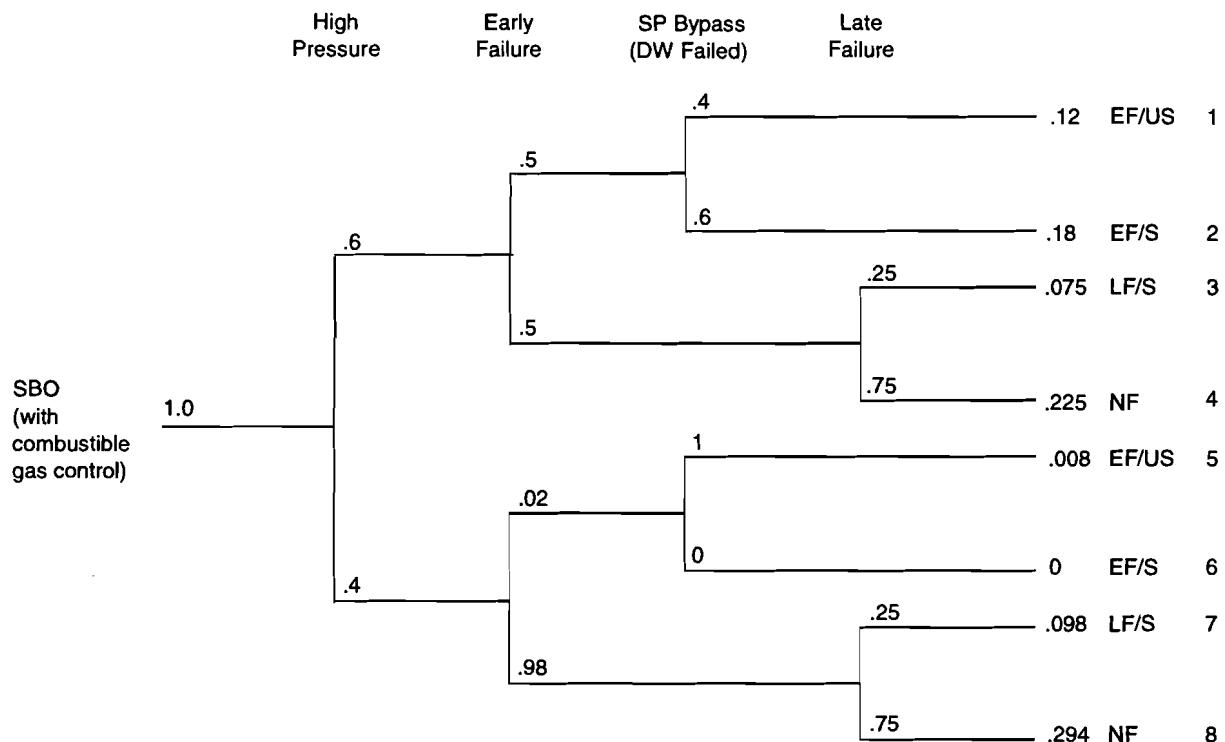 High Pressure
Early Failure
SP Bypass (DW Failed)
Late Failure
.4
.12 EF/US 1
.5
.6
.18 EF/S 2
.6
.25
.075 LF/S 3
.5
.75
.225 NF 4
SBO
(with
combustible
gas control)
1.0
1
.008 EF/US 5
.02
0
0 EF/S 6
.4
.25
.098 LF/S 7
.98
.75
.294 NF 8